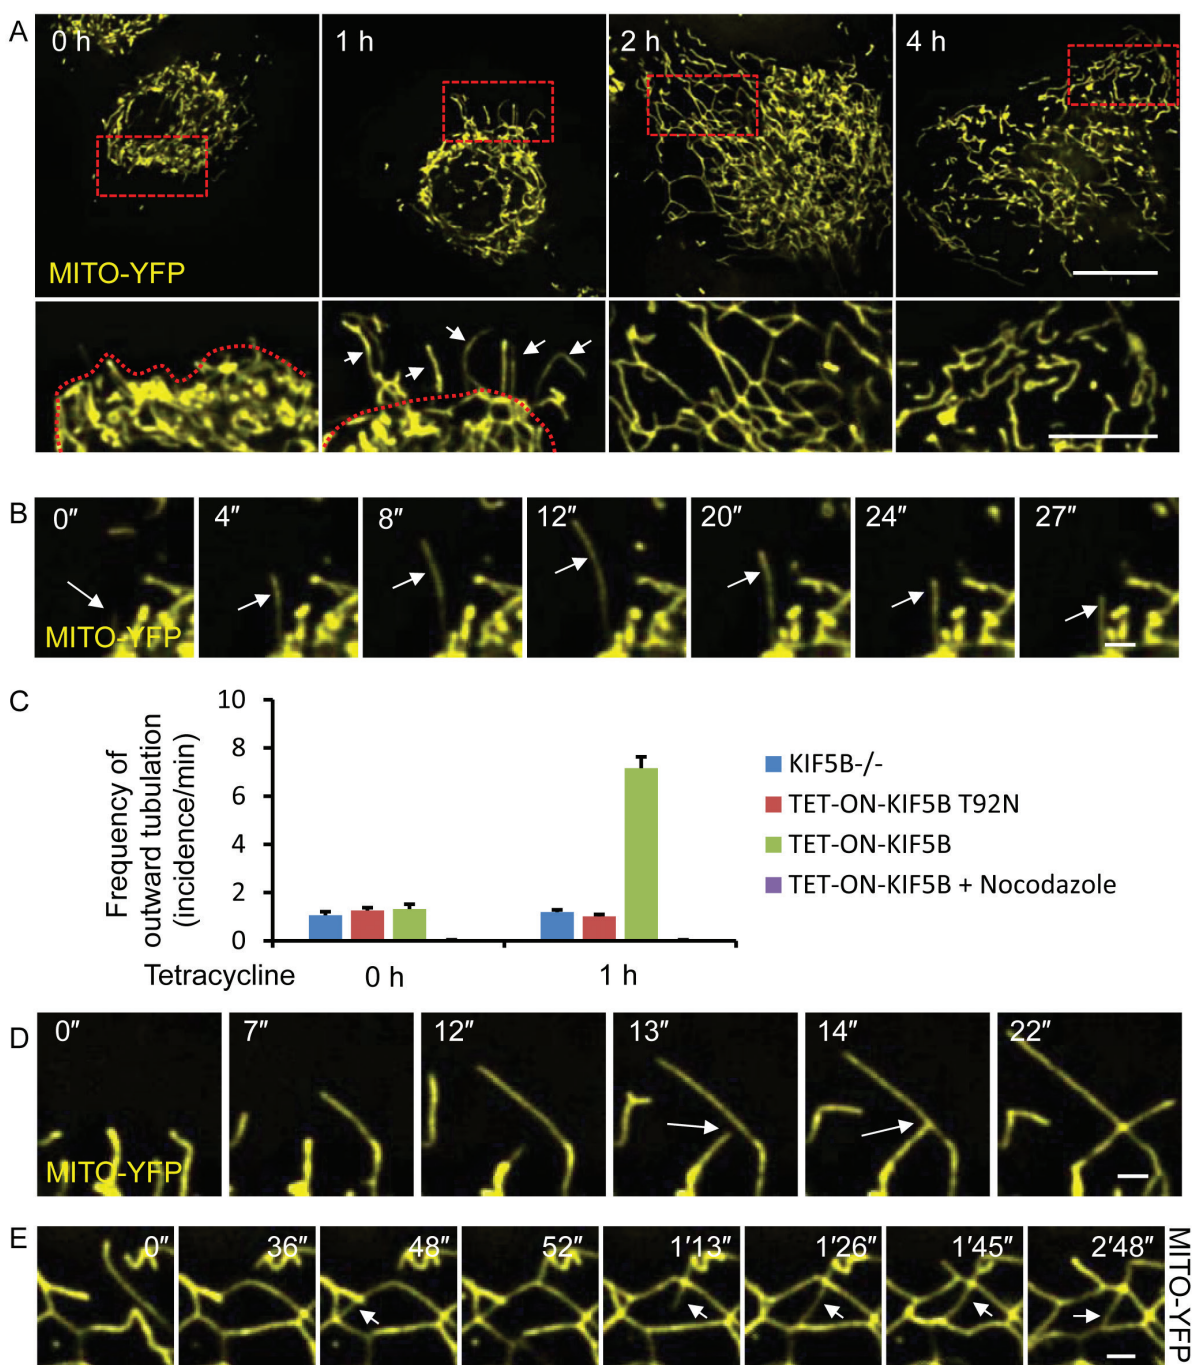 A
0 h
1 h
2 h
4 h
MITO-YFP
B
0″
4″
8″
12″
20″
24″
27″
MITO-YFP
C
Frequency of
outward tubulation
(incidence/min)
10
8
6
4
2
0
Tetracycline
0 h
1 h
KIF5B-/-
TET-ON-KIF5B T92N
TET-ON-KIF5B
TET-ON-KIF5B + Nocodazole
D
0″
7″
12″
13″
14″
22″
MITO-YFP
E
0″
36″
48″
52″
1′13″
1′26″
1′45″
2′48″
MITO-YFP